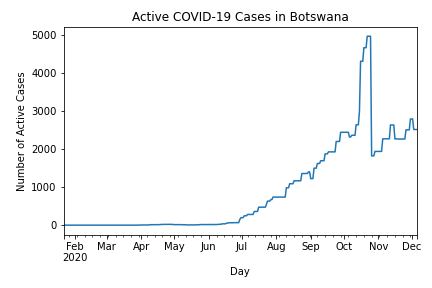 Active COVID-19 Cases in Botswana
Number of Active Cases
5000
4000
3000
2000
1000
0
Feb Mar Apr May Jun Jul Aug Sep Oct Nov Dec
2020
Day